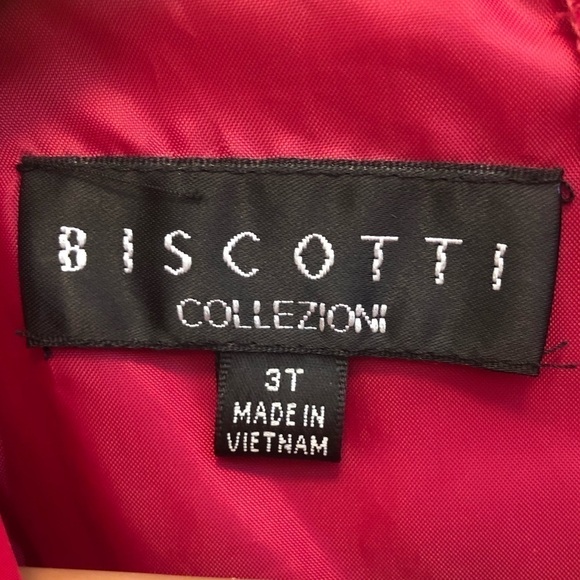 BISCOTTI
COLLEZIONI
3T
MADE IN
VIETNAM